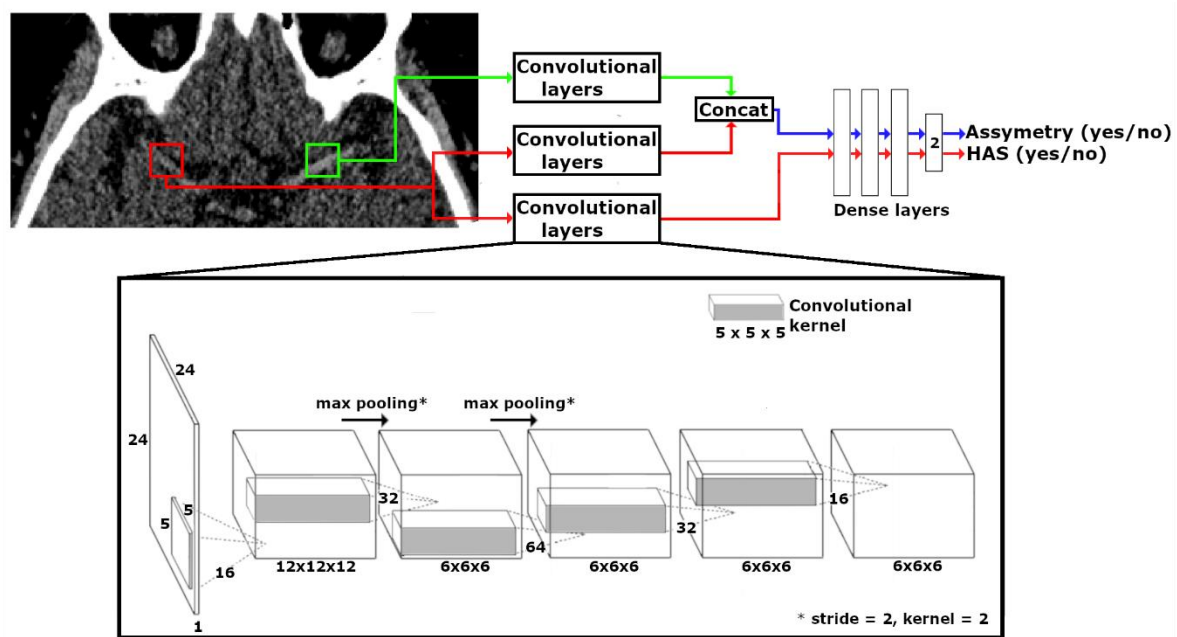 Convolutional
layers
Concat
Convolutional
layers
Convolutional
layers
2
Assymetry (yes/no)
HAS (yes/no)
Dense layers
Convolutional
kernel
5 x 5 x 5
24
24
5
5
16
1
max pooling*
max pooling*
32
64
32
16
12x12x12
6x6x6
6x6x6
6x6x6
6x6x6
* stride = 2, kernel = 2